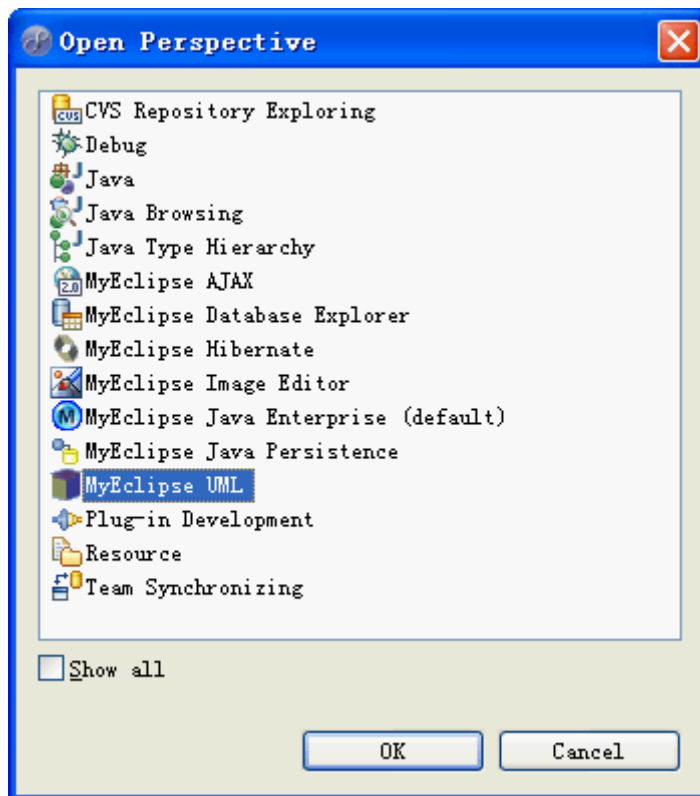 Open Perspective
CVS Repository Exploring
Debug
Java
Java Browsing
Java Type Hierarchy
MyEclipse AJAX
MyEclipse Database Explorer
MyEclipse Hibernate
MyEclipse Image Editor
MyEclipse Java Enterprise (default)
MyEclipse Java Persistence
MyEclipse UML
Plug-in Development
Resource
Team Synchronizing
Show all
OK Cancel